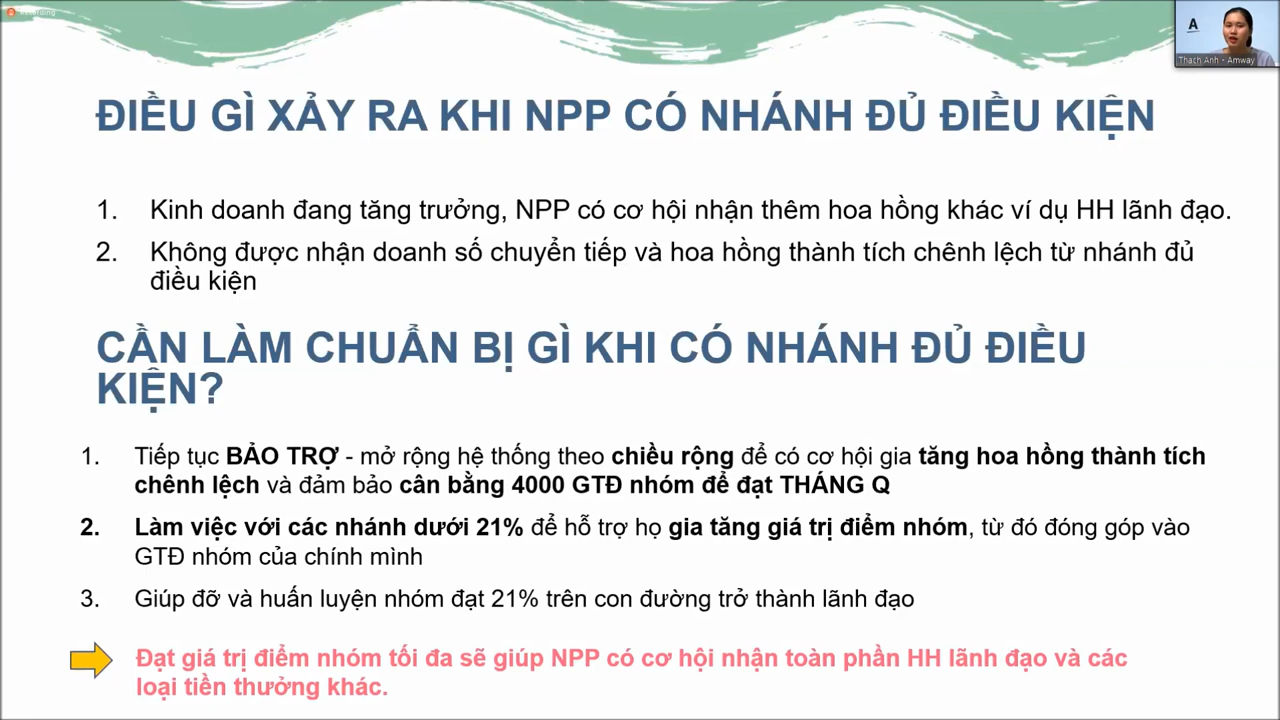 Recording
A
Thach Anh - Amway
ĐIỀU GÌ XẢY RA KHI NPP CÓ NHÁNH ĐỦ ĐIỀU KIỆN
1. Kinh doanh đang tăng trưởng, NPP có cơ hội nhận thêm hoa hồng khác ví dụ HH lãnh đạo.
2. Không được nhận doanh số chuyển tiếp và hoa hồng thành tích chênh lệch từ nhánh đủ
điều kiện
CẦN LÀM CHUẨN BỊ GÌ KHI CÓ NHÁNH ĐỦ ĐIỀU
KIỆN?
1. Tiếp tục BẢO TRỢ - mở rộng hệ thống theo chiều rộng để có cơ hội gia tăng hoa hồng thành tích
chênh lệch và đảm bảo cân bằng 4000 GTĐ nhóm để đạt THÁNG Q
2. Làm việc với các nhánh dưới 21% để hỗ trợ họ gia tăng giá trị điểm nhóm, từ đó đóng góp vào
GTĐ nhóm của chính mình
3. Giúp đỡ và huấn luyện nhóm đạt 21% trên con đường trở thành lãnh đạo
Đạt giá trị điểm nhóm tối đa sẽ giúp NPP có cơ hội nhận toàn phần HH lãnh đạo và các
loại tiền thưởng khác.